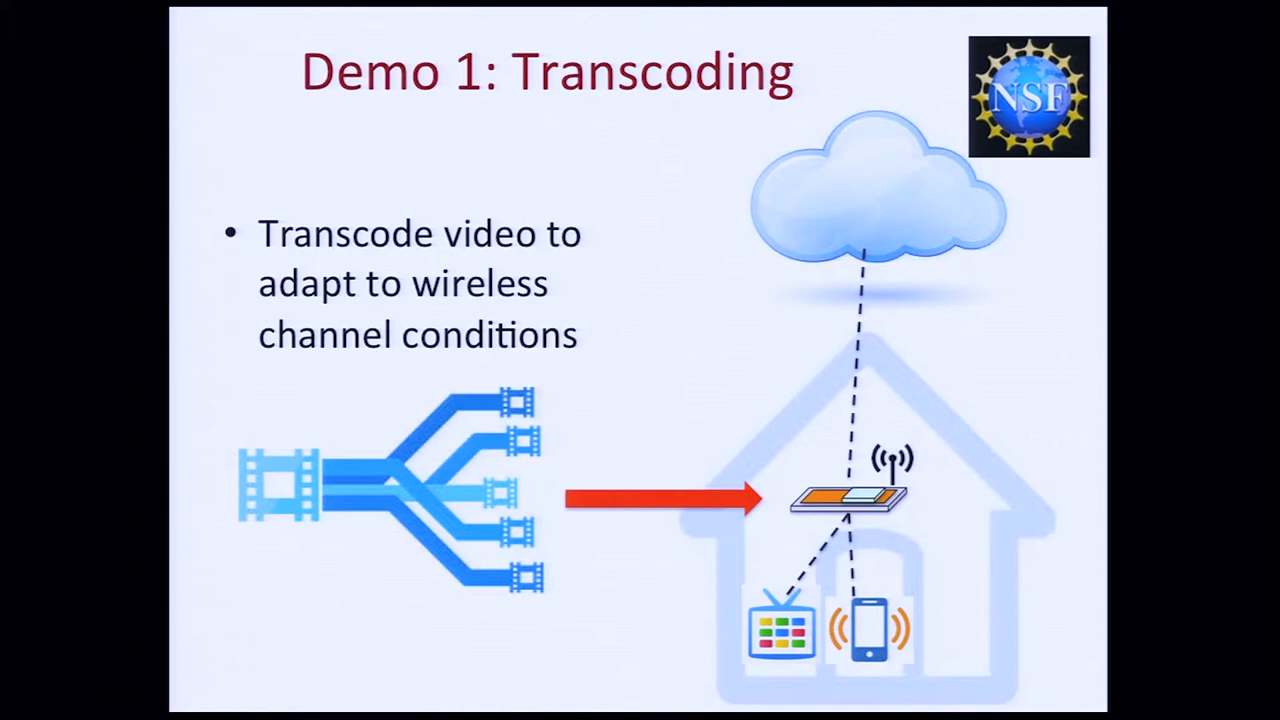 Demo 1: Transcoding
NSF
• Transcode video to
adapt to wireless
channel conditions